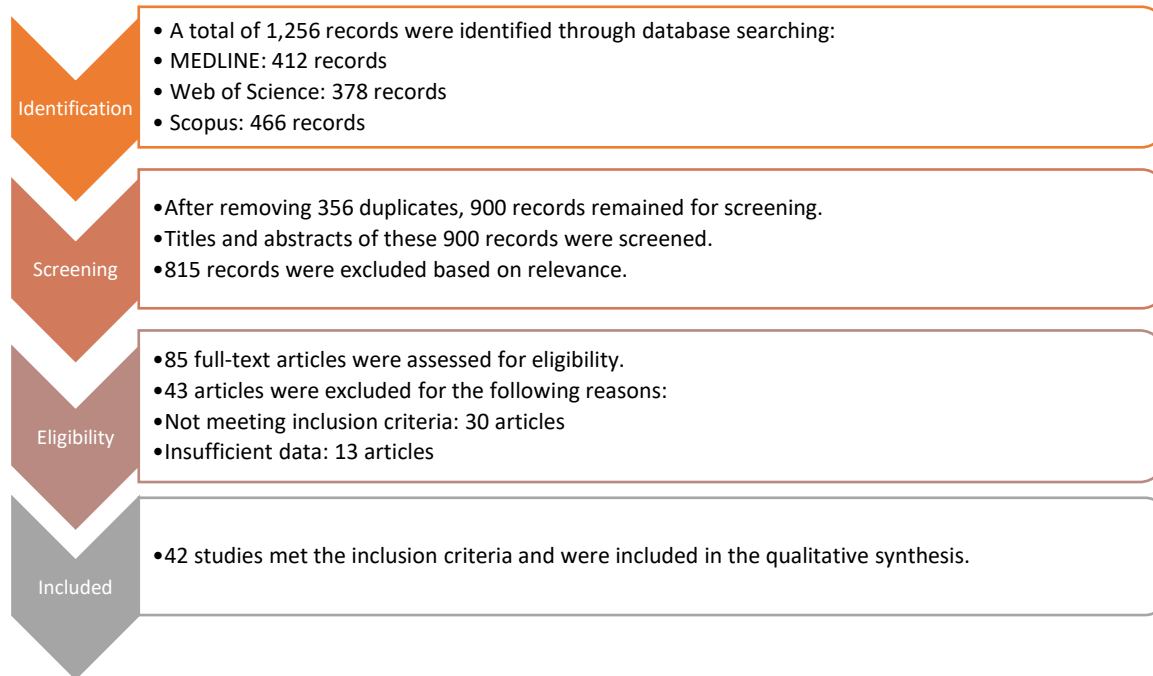 Identification
• A total of 1,256 records were identified through database searching:
• MEDLINE: 412 records
• Web of Science: 378 records
• Scopus: 466 records
Screening
•After removing 356 duplicates, 900 records remained for screening.
•Titles and abstracts of these 900 records were screened.
•815 records were excluded based on relevance.
Eligibility
•85 full-text articles were assessed for eligibility.
•43 articles were excluded for the following reasons:
•Not meeting inclusion criteria: 30 articles
•Insufficient data: 13 articles
Included
•42 studies met the inclusion criteria and were included in the qualitative synthesis.